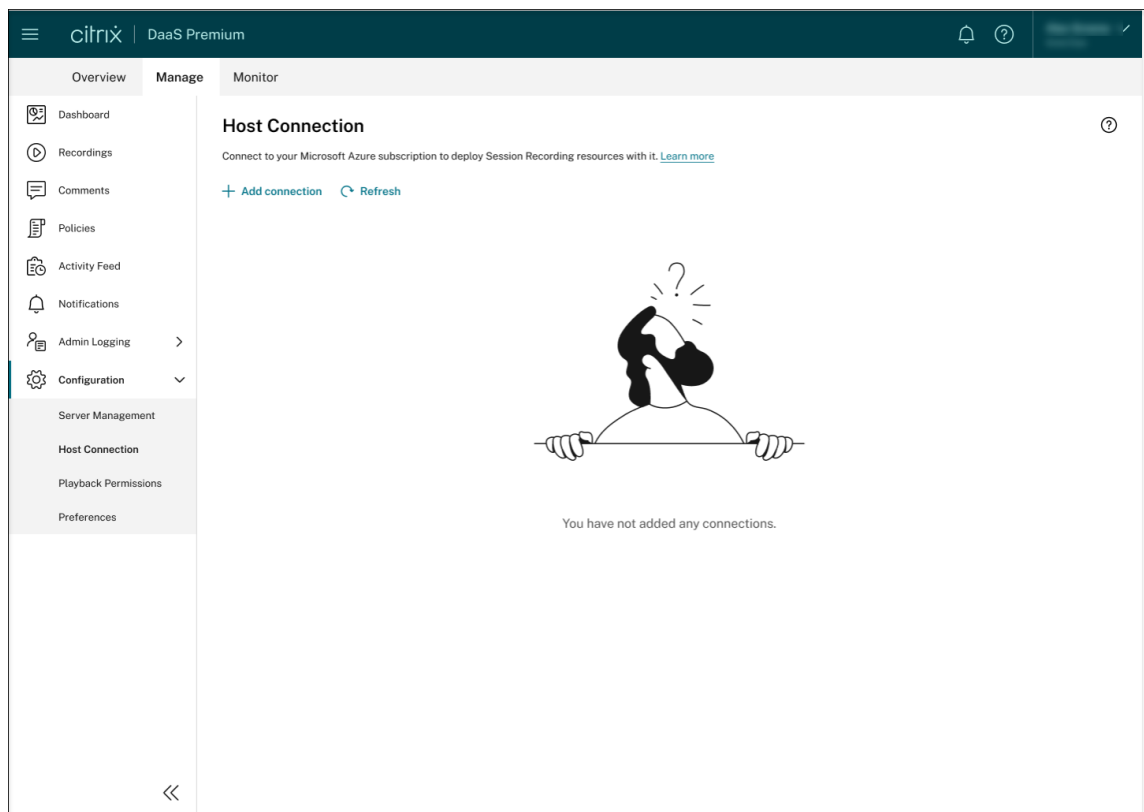 citrix DaaS Premium
Overview Manage Monitor
Dashboard
Recordings
Comments
Policies
Activity Feed
Notifications
Admin Logging
Configuration
Server Management
Host Connection
Playback Permissions
Preferences
Host Connection
Connect to your Microsoft Azure subscription to deploy Session Recording resources with it. Learn more
Add connection Refresh
You have not added any connections.